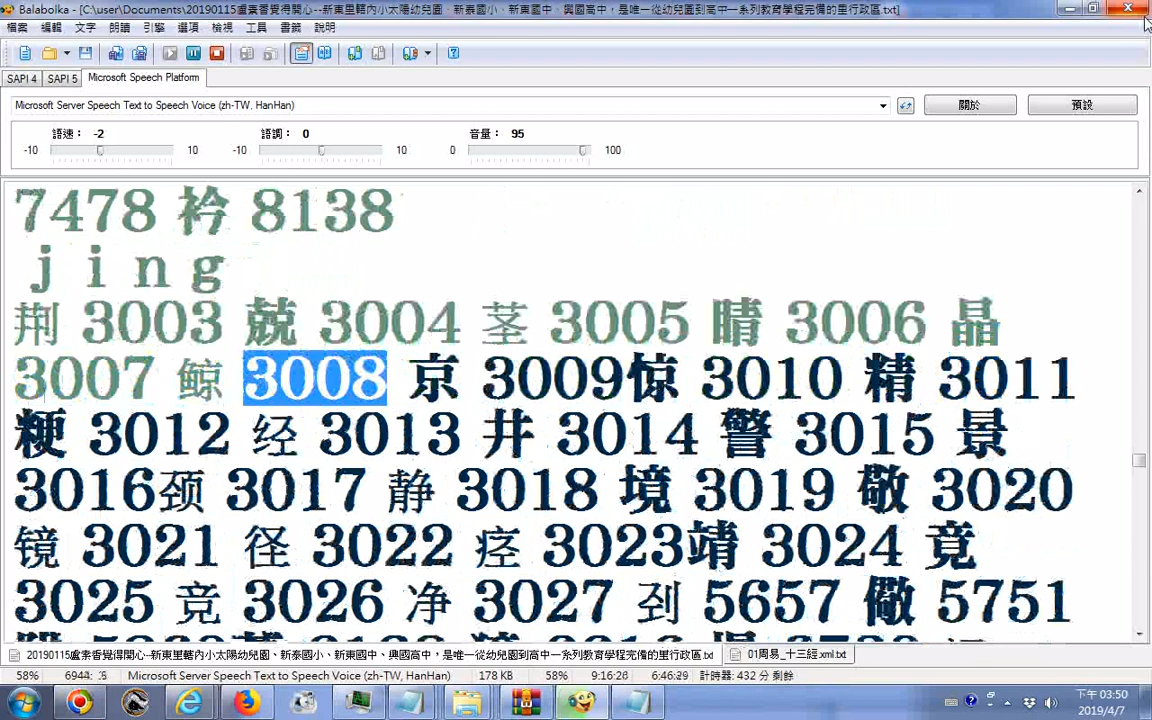 Balabolka - [C:\user\Documents\20190115盧索香覺得開心--新東里轄內小太陽幼兒園、新泰國小、新東國中、興國高中，是唯一從幼兒園到高中一系列教育學程完備的里行政區.txt]
檔案 編輯 文字 朗讀 引擎 選項 檢視 工具 書籤 說明
SAPI 4 SAPI 5 Microsoft Speech Platform
Microsoft Server Speech Text to Speech Voice (zh-TW, HanHan) 關於 預設
語速： -2 語調： 0 音量： 95
-10 10 -10 10 0 100
7478 衿 8138
ｊｉｎｇ
荆 3003 兢 3004 茎 3005 睛 3006 晶
3007 鲸 3008 京 3009惊 3010 精 3011
粳 3012 经 3013 井 3014 警 3015 景
3016颈 3017 静 3018 境 3019 敬 3020
镜 3021 径 3022 痉 3023靖 3024 竟
3025 竞 3026 净 3027 刭 5657 儆 5751
20190115盧索香覺得開心--新東里轄內小太陽幼兒園、新泰國小、新東國中、興國高中，是唯一從幼兒園到高中一系列教育學程完備的里行政區.txt 01周易_十三經.xml.txt
58% Microsoft Server Speech Text to Speech Voice (zh-TW, HanHan) 178 KB 58% 9:16:28 6:46:29 計時器: 432 分 剩餘
下午 03:50
2019/4/7